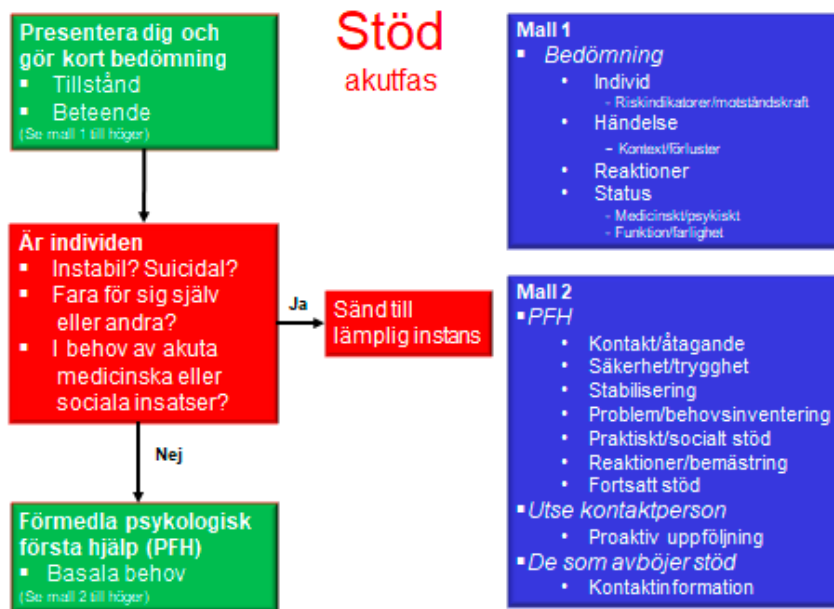 Stöd
akutfas
Presentera dig och
gör kort bedömning
▪ Tillstånd
▪ Beteende
(Se mall 1 till höger)
Är individen
▪ Instabil? Suicidal?
▪ Fara för sig själv
eller andra?
▪ I behov av akuta
medicinska eller
sociala insatser?
Ja
Sänd till
lämplig instans
Nej
Förmedla psykologisk
första hjälp (PFH)
▪ Basala behov
(Se mall 2 till höger)
Mall 1
▪ Bedömning
• Individ
- Riskindikatorer/motståndskraft
• Händelse
- Kontext/förluster
• Reaktioner
• Status
- Medicinskt/psykiskt
- Funktion/farlighet
Mall 2
▪ PFH
• Kontakt/åtagande
• Säkerhet/trygghet
• Stabilisering
• Problem/behovsinventering
• Praktiskt/socialt stöd
• Reaktioner/bemästring
• Fortsatt stöd
▪ Utse kontaktperson
• Proaktiv uppföljning
▪ De som avböjer stöd
• Kontaktinformation